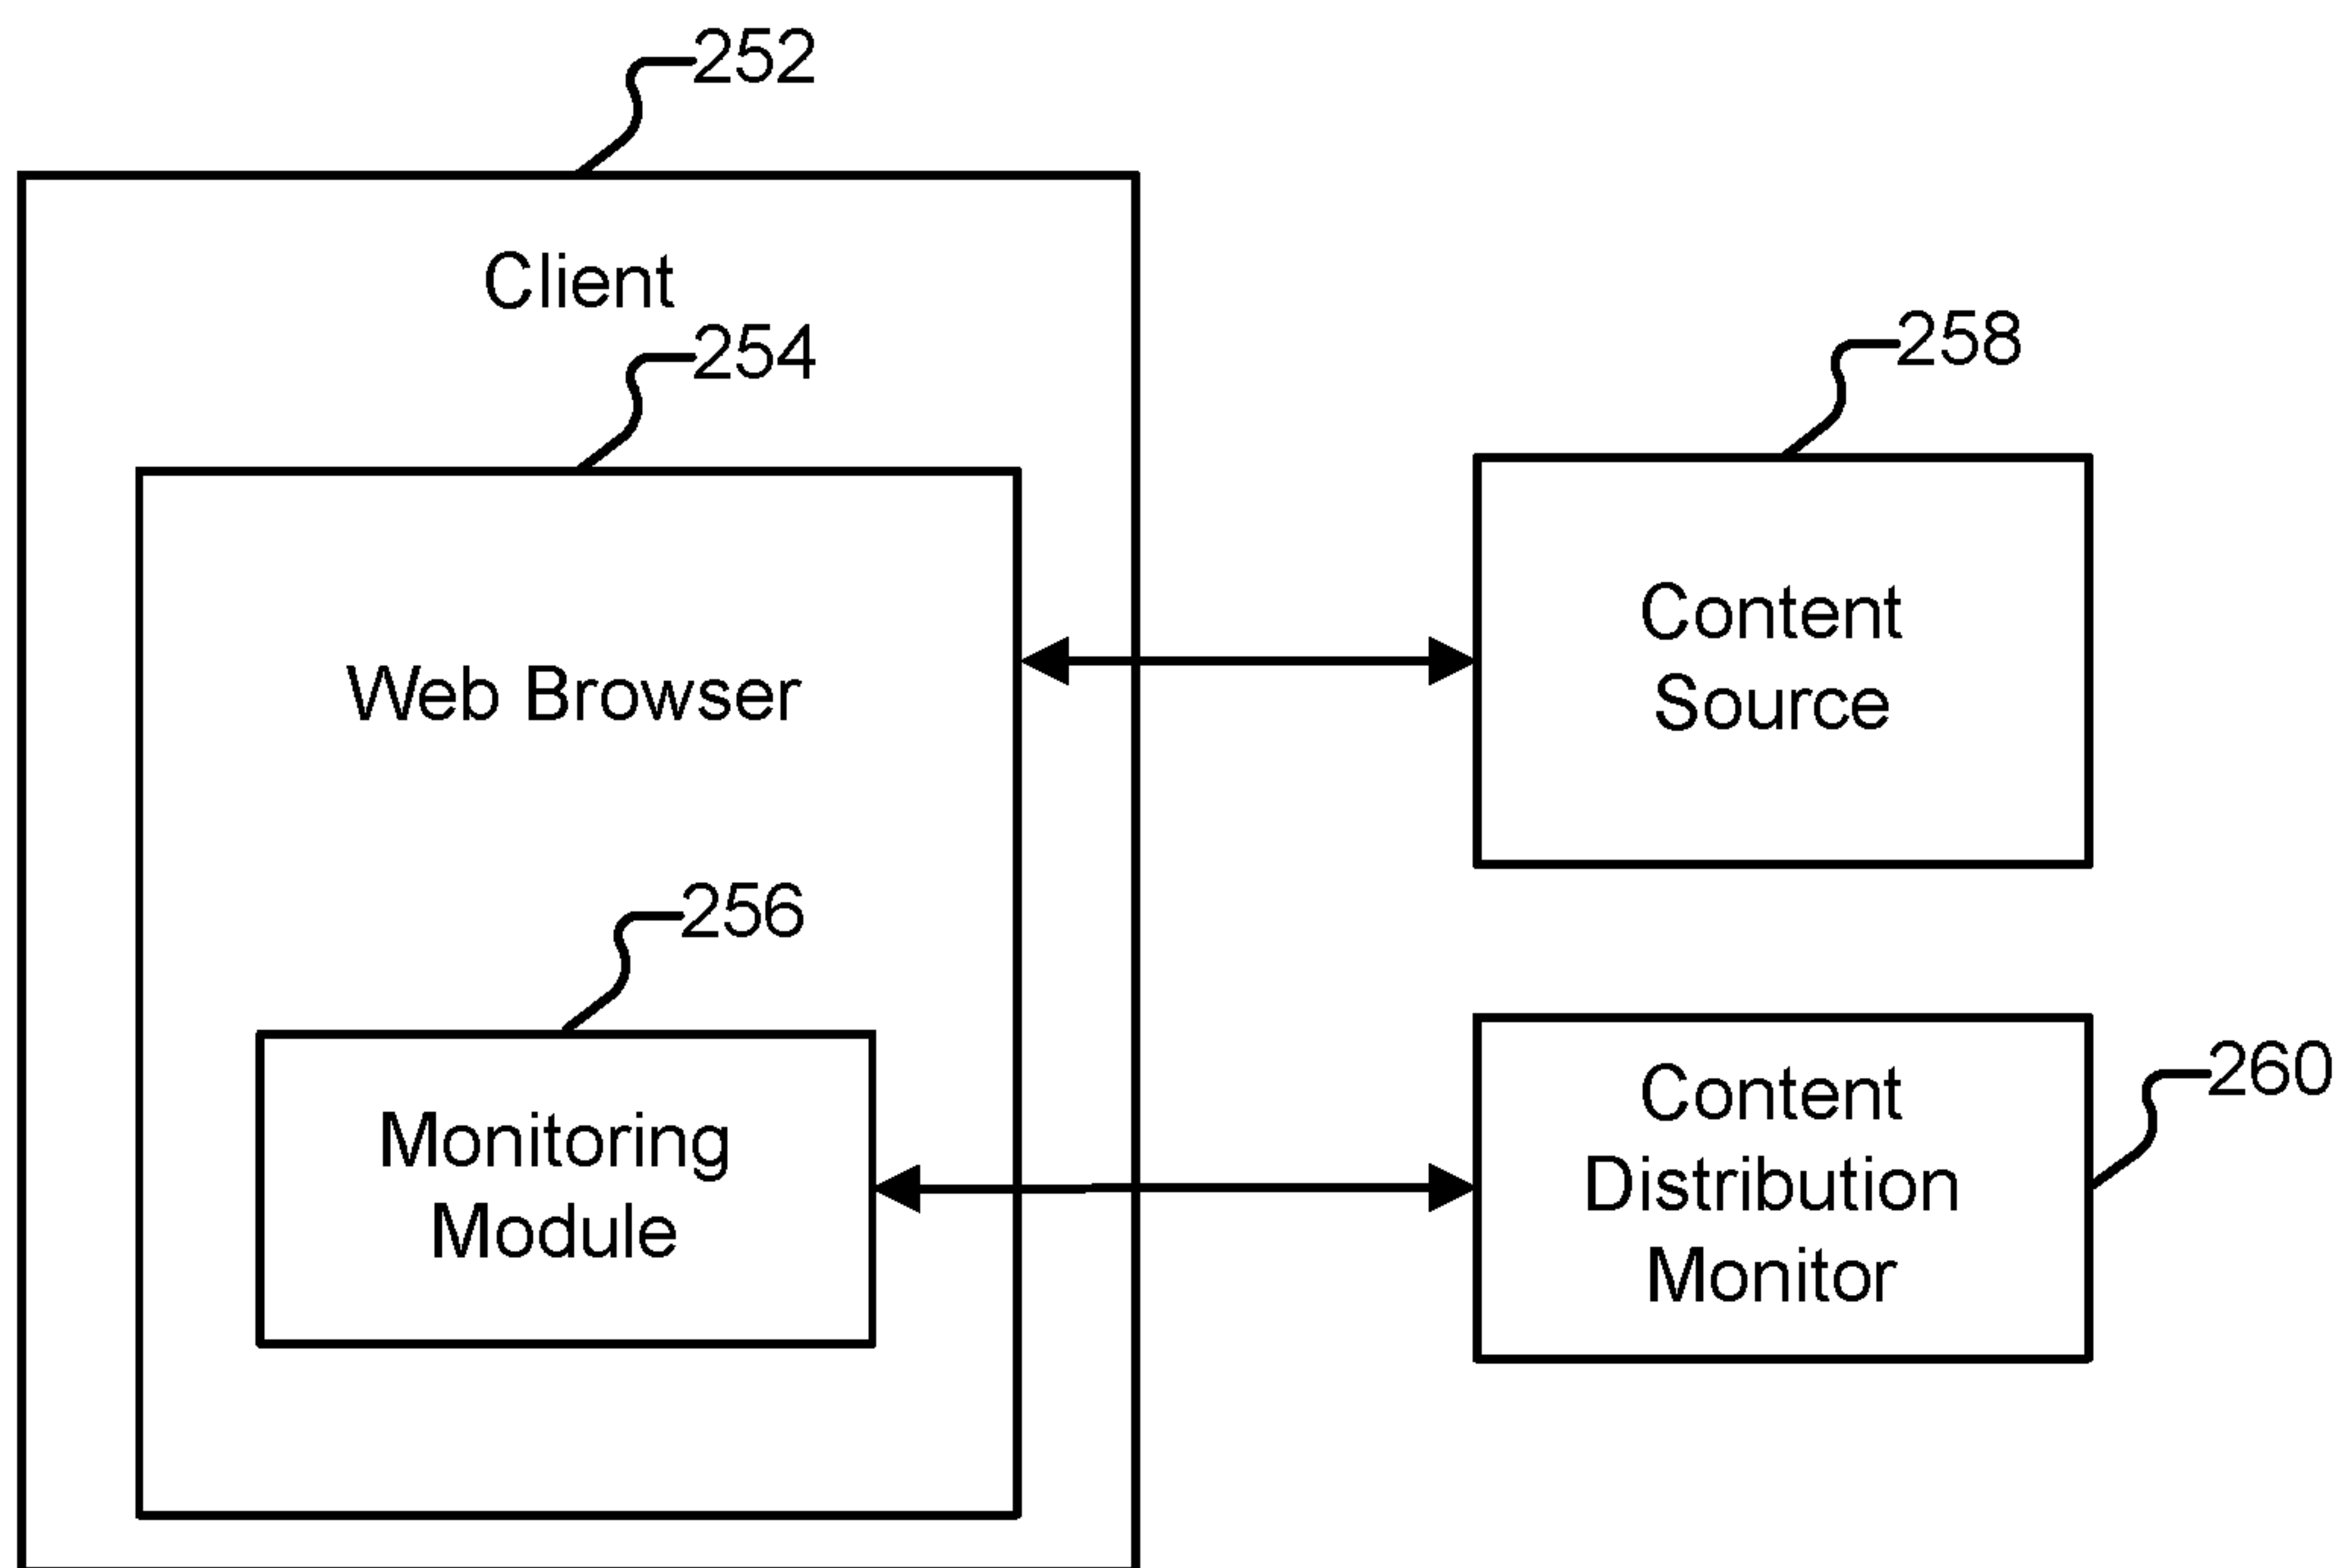 252
Client
254
258
Web Browser
Content
Source
256
Monitoring
Module
Content
Distribution
Monitor
260